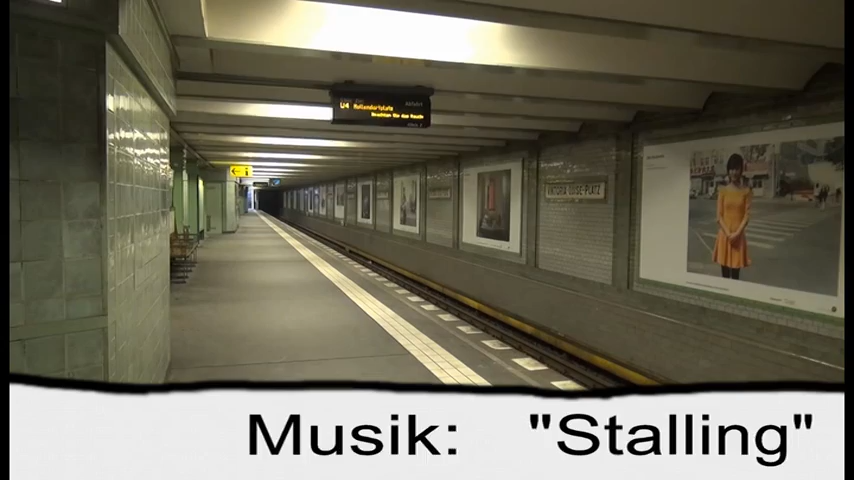 U4 Nollendorfplatz
VIKTORIA-LUISE-PLATZ
Musik: "Stalling"